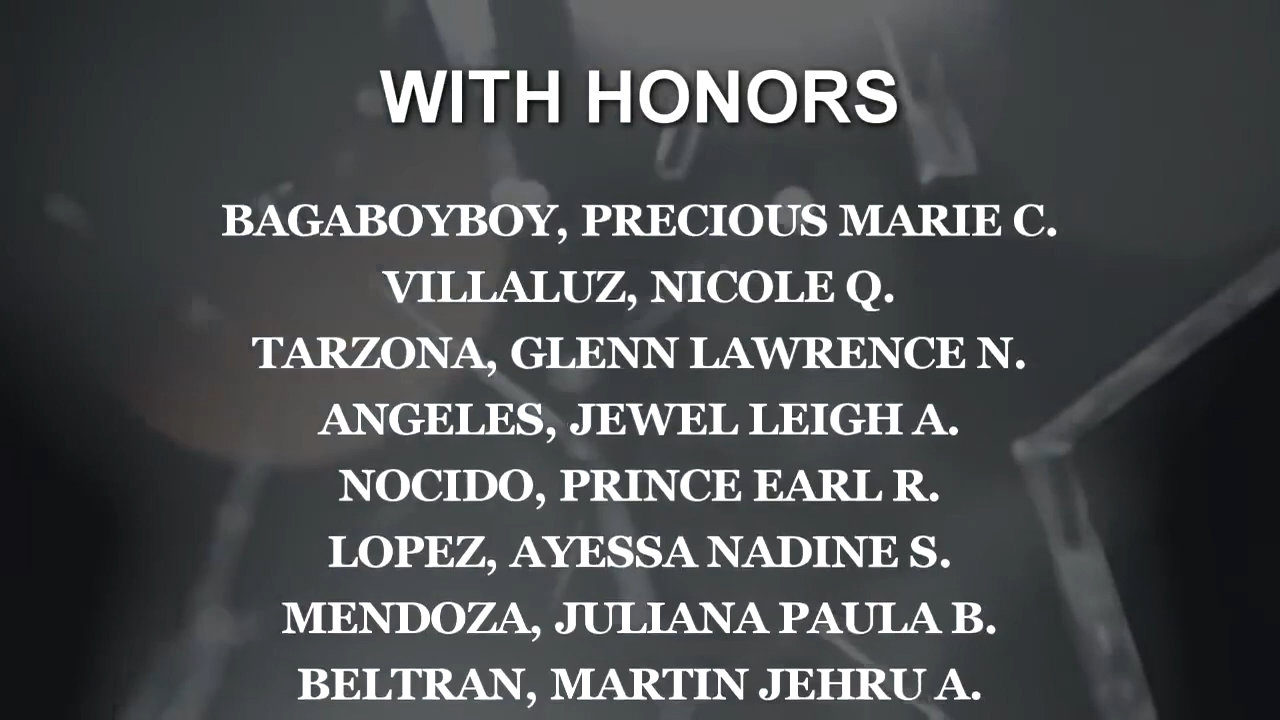 WITH HONORS
BAGABOYBOY, PRECIOUS MARIE C.
VILLALUZ, NICOLE Q.
TARZONA, GLENN LAWRENCE N.
ANGELES, JEWEL LEIGH A.
NOCIDO, PRINCE EARL R.
LOPEZ, AYESSA NADINE S.
MENDOZA, JULIANA PAULA B.
BELTRAN, MARTIN JEHRU A.